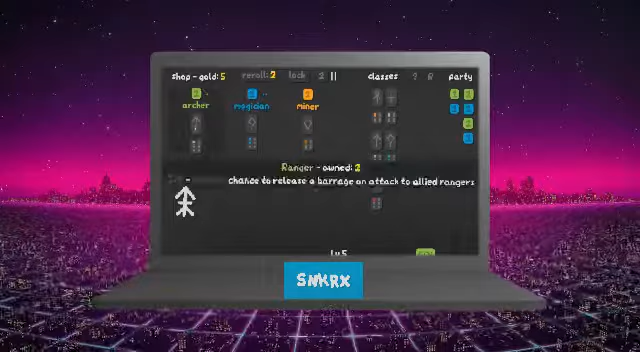 shop - gold: 5 reroll: 2 lock classes party
archer magician miner
Ranger - owned: 2
chance to release a barrage on attack to allied rangers
Lv.5
SNKRX